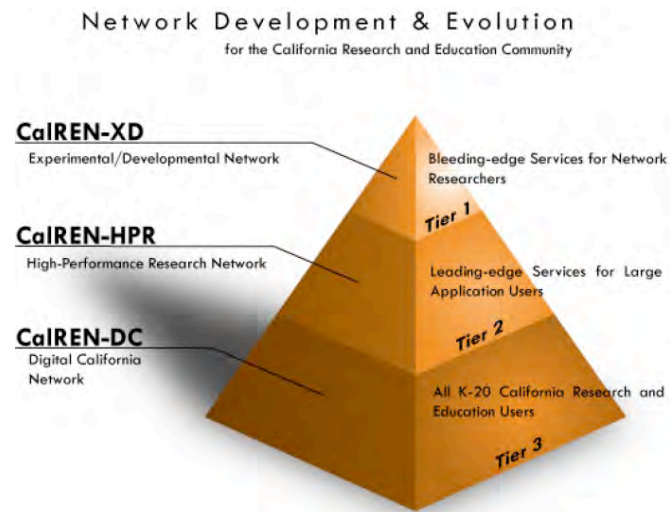 Network Development & Evolution
for the California Research and Education Community
CalREN-XD
Experimental/Developmental Network
Bleeding-edge Services for Network
Researchers
Tier 1
CalREN-HPR
High-Performance Research Network
Leading-edge Services for Large
Application Users
Tier 2
CalREN-DC
Digital California
Network
All K-20 California Research and
Education Users
Tier 3